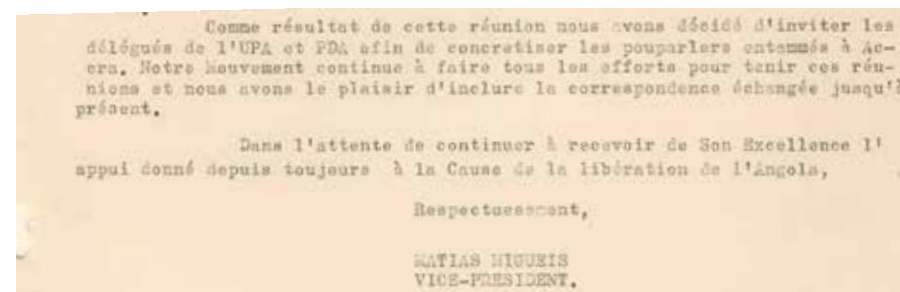 Comme résultat de cette réunion nous avons décidé d'inviter les
délégués de l'UPA et PDA afin de concretiser les pouparlers entammés à Ac-
cra. Notre Mouvement continue à faire tous les efforts pour tenir ces réu-
nions et nous avons le plaisir d'inclure la correspondence échangée jusqu'à
présent.
Dans l'attente de continuer à recevoir de Son Excellence l'
appui donné depuis toujours à la Cause de la libération de l'Angola,
Respectuessement,
MATIAS MIGUEIS
VICE-PRESIDENT.